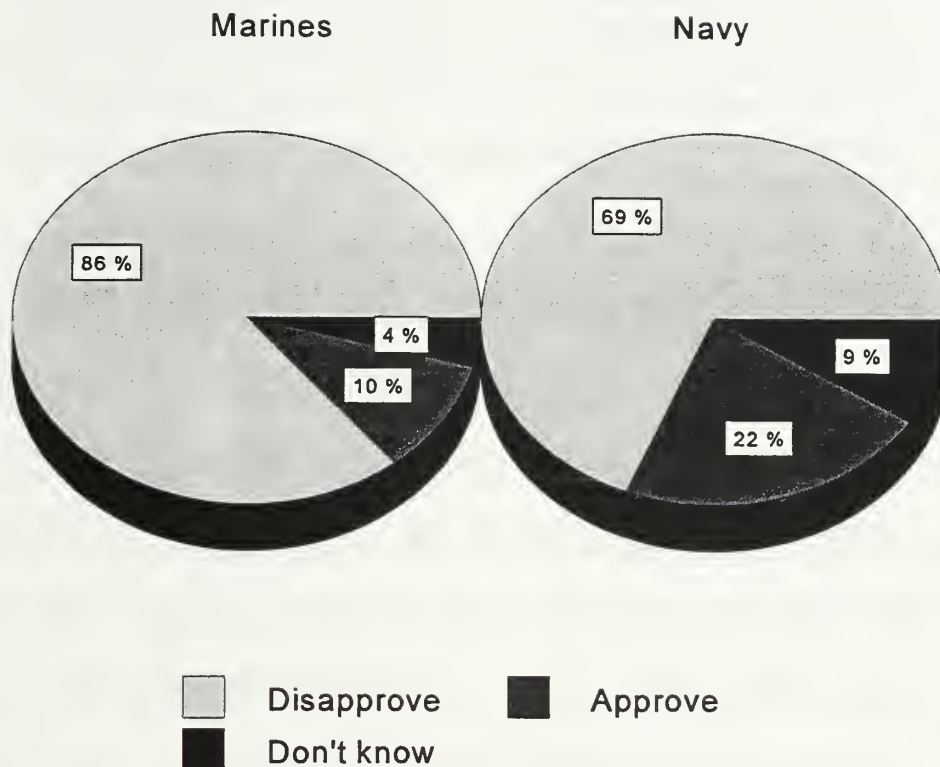 Marines Navy
69 %
86 %
4 %
9 %
10 %
22 %
Disapprove Approve
Don't know